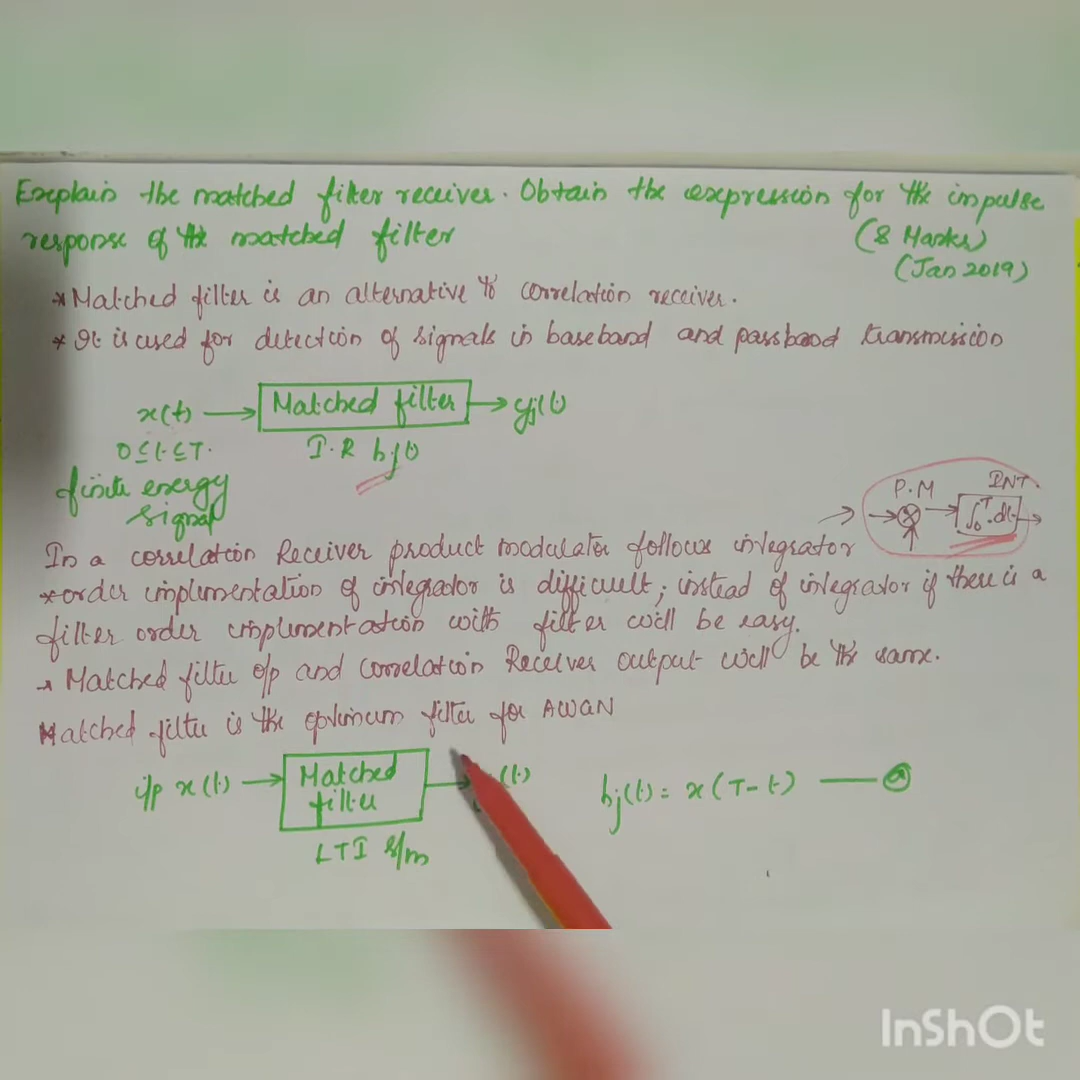 Explain the matched filter receiver. Obtain the expression for the impulse
response of the matched filter (8 Marks)
(Jan 2019)
* Matched filter is an alternative to correlation receiver.
* It is used for detection of signals in baseband and passband transmission
x(t) → Matched filter → yj(t)
0≤t≤T.
I.R hj(t)
finite energy
signal
P.M INT.
∫₀ᵀ.dt
In a correlation Receiver product modulator follows integrator
* order implementation of integrator is difficult; instead of integrator if there is a
filter order implementation with filter will be easy.
→ Matched filter o/p and correlation Receiver output will be the same.
Matched filter is the optimum filter for AWGN
i/p x(t) → Matched
filter → (t)
hj(t) = x(T-t) — ⓐ
LTI s/m
InShOt